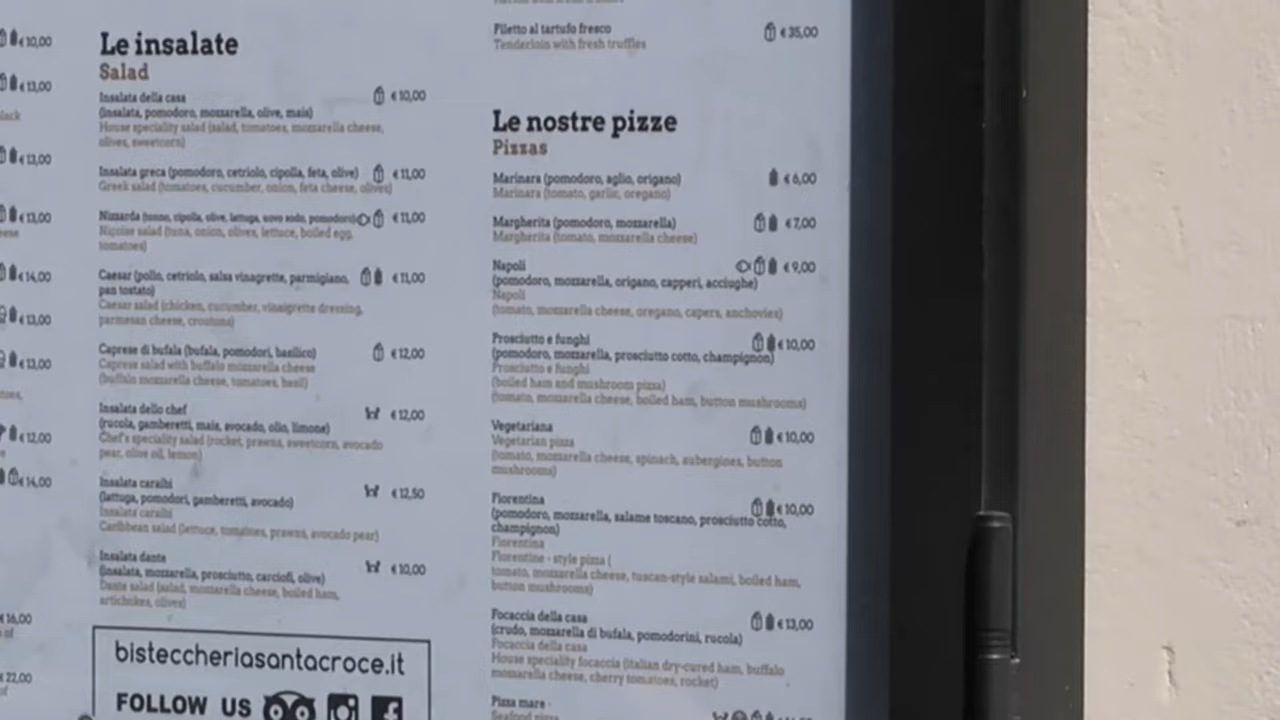 €10,00
€13,00
€13,00
€13,00
€14,00
€13,00
€13,00
€12,00
€14,00
€16,00
€22,00
Le insalate
Salad
Insalata della casa €10,00
(insalata, pomodoro, mozzarella, olive, mais)
House speciality salad (salad, tomatoes, mozzarella cheese,
olives, sweetcorn)
Insalata greca (pomodoro, cetriolo, cipolla, feta, olive) €11,00
Greek salad (tomatoes, cucumber, onion, feta cheese, olives)
Nizzarda (tonno, cipolla, olive, lattuga, uovo sodo, pomodoro) €11,00
Niçoise salad (tuna, onion, olives, lettuce, boiled egg,
tomatoes)
Caesar (pollo, cetriolo, salsa vinagrette, parmigiano, €11,00
pan tostato)
Caesar salad (chicken, cucumber, vinaigrette dressing,
parmesan cheese, croutons)
Caprese di bufala (bufala, pomodori, basilico) €12,00
Caprese salad with buffalo mozzarella cheese
(buffalo mozzarella cheese, tomatoes, basil)
Insalata dello chef €12,00
(rucola, gamberetti, mais, avocado, olio, limone)
Chef's speciality salad (rocket, prawns, sweetcorn, avocado
pear, olive oil, lemon)
Insalata caraibi €12,50
(lattuga, pomodori, gamberetti, avocado)
Insalata caraibi
Caribbean salad (lettuce, tomatoes, prawns, avocado pear)
Insalata dante €10,00
(insalata, mozzarella, prosciutto, carciofi, olive)
Dante salad (salad, mozzarella cheese, boiled ham,
artichokes, olives)
bisteccheriasantacroce.it
FOLLOW US
Filetto al tartufo fresco €35,00
Tenderloin with fresh truffles
Le nostre pizze
Pizzas
Marinara (pomodoro, aglio, origano) €6,00
Marinara (tomato, garlic, oregano)
Margherita (pomodoro, mozzarella) €7,00
Margherita (tomato, mozzarella cheese)
Napoli €9,00
(pomodoro, mozzarella, origano, capperi, acciughe)
Napoli
(tomato, mozzarella cheese, oregano, capers, anchovies)
Prosciutto e funghi €10,00
(pomodoro, mozzarella, prosciutto cotto, champignon)
Prosciutto e funghi
(boiled ham and mushroom pizza)
(tomato, mozzarella cheese, boiled ham, button mushrooms)
Vegetariana €10,00
Vegetarian pizza
(tomato, mozzarella cheese, spinach, aubergines, button
mushrooms)
Fiorentina €10,00
(pomodoro, mozzarella, salame toscano, prosciutto cotto,
champignon)
Fiorentina
Florentine - style pizza (
tomato, mozzarella cheese, tuscan-style salami, boiled ham,
button mushrooms)
Focaccia della casa €13,00
(crudo, mozzarella di bufala, pomodorini, rucola)
Focaccia della casa
House speciality focaccia (italian dry-cured ham, buffalo
mozzarella cheese, cherry tomatoes, rocket)
Pizza mare -
Seafood pizza